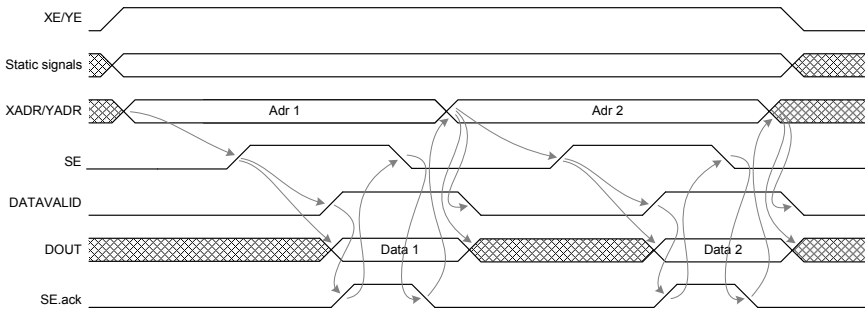 XE/YE
Static signals
XADR/YADR Adr 1 Adr 2
SE
DATAVALID
DOUT Data 1 Data 2
SE.ack